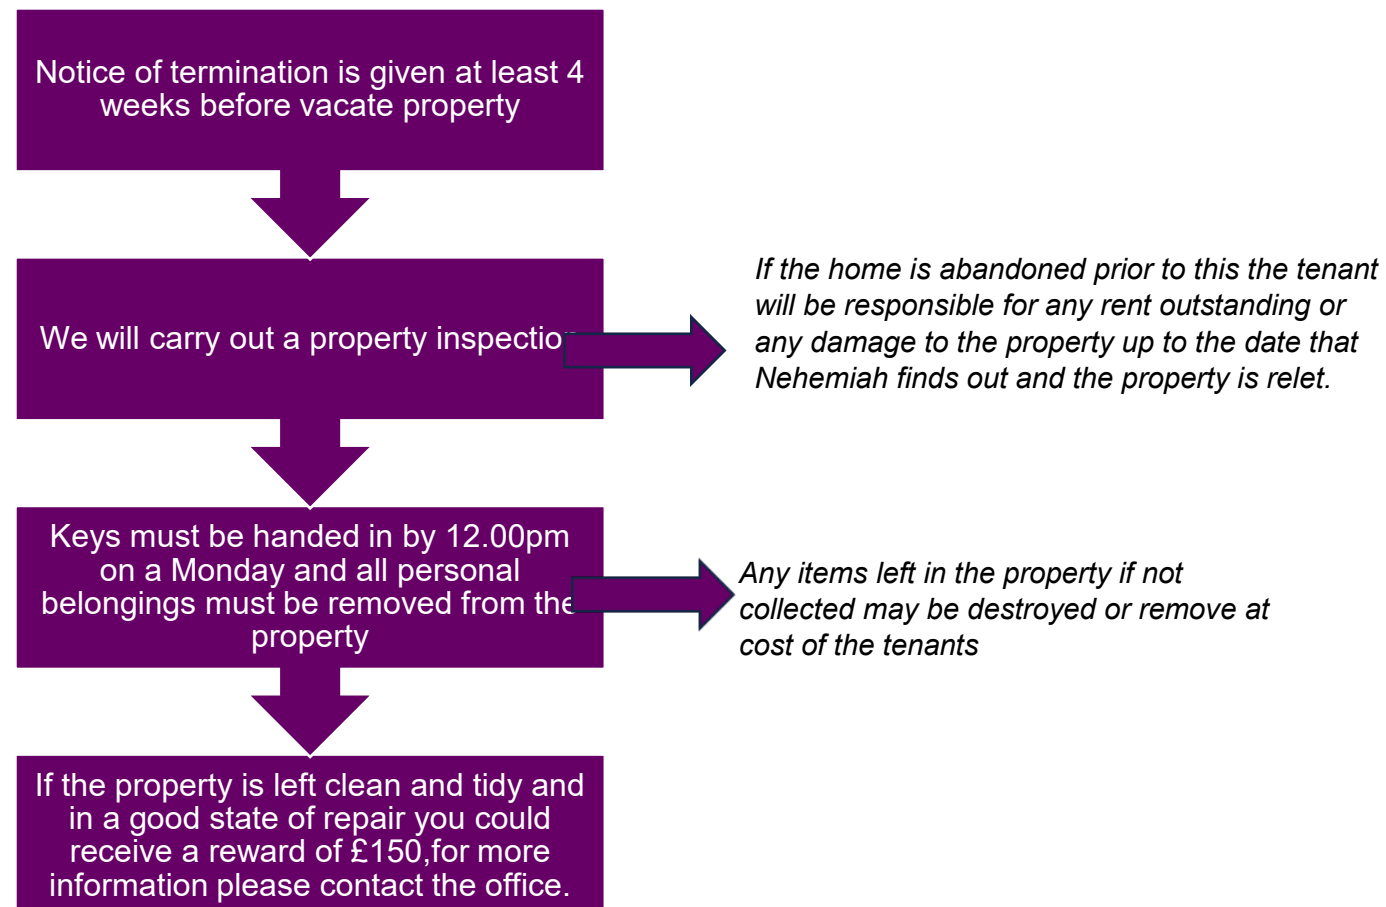 Notice of termination is given at least 4
weeks before vacate property
We will carry out a property inspection
If the home is abandoned prior to this the tenant
will be responsible for any rent outstanding or
any damage to the property up to the date that
Nehemiah finds out and the property is relet.
Keys must be handed in by 12.00pm
on a Monday and all personal
belongings must be removed from the
property
Any items left in the property if not
collected may be destroyed or remove at
cost of the tenants
If the property is left clean and tidy and
in a good state of repair you could
receive a reward of £150,for more
information please contact the office.